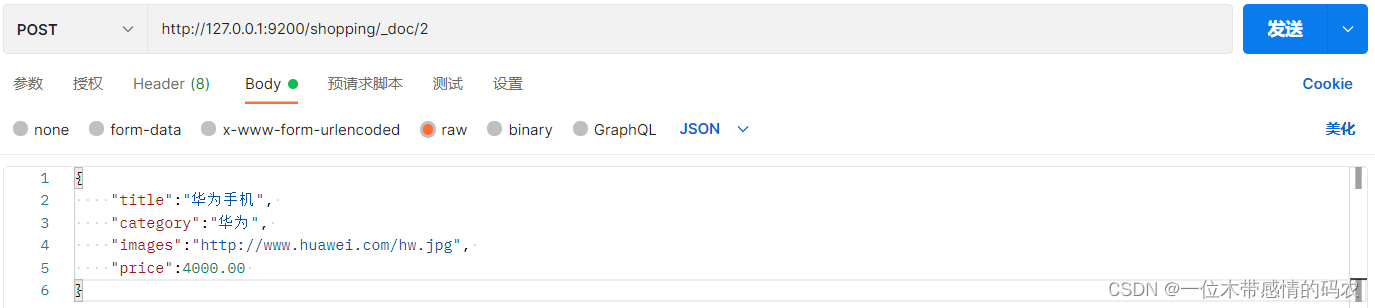 POST http://127.0.0.1:9200/shopping/_doc/2 发送
参数 授权 Header (8) Body 预请求脚本 测试 设置 Cookie
none form-data x-www-form-urlencoded raw binary GraphQL JSON 美化
1 {
2 "title":"华为手机",
3 "category":"华为",
4 "images":"http://www.huawei.com/hw.jpg",
5 "price":4000.00
6 }
CSDN @一位木带感情的码农